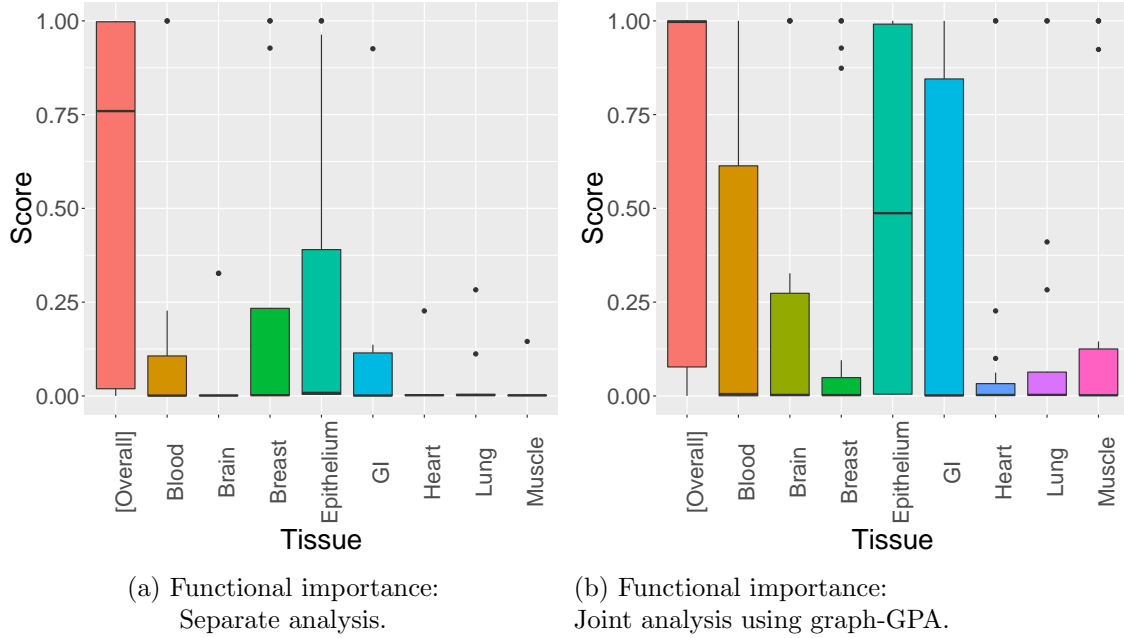 1.00
0.75
0.50
0.25
0.00
Score
[Overall]
Blood
Brain
Breast
Epithelium
GI
Heart
Lung
Muscle
Tissue
(a) Functional importance:
Separate analysis.
1.00
0.75
0.50
0.25
0.00
Score
[Overall]
Blood
Brain
Breast
Epithelium
GI
Heart
Lung
Muscle
Tissue
(b) Functional importance:
Joint analysis using graph-GPA.